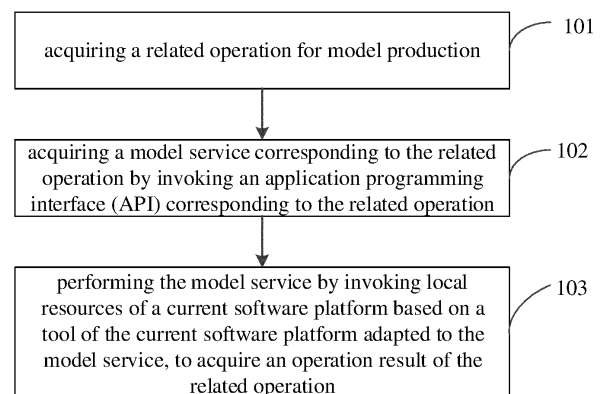 acquiring a related operation for model production
101
acquiring a model service corresponding to the related
operation by invoking an application programming
interface (API) corresponding to the related operation
102
performing the model service by invoking local
resources of a current software platform based on a
tool of the current software platform adapted to the
model service, to acquire an operation result of the
related operation
103